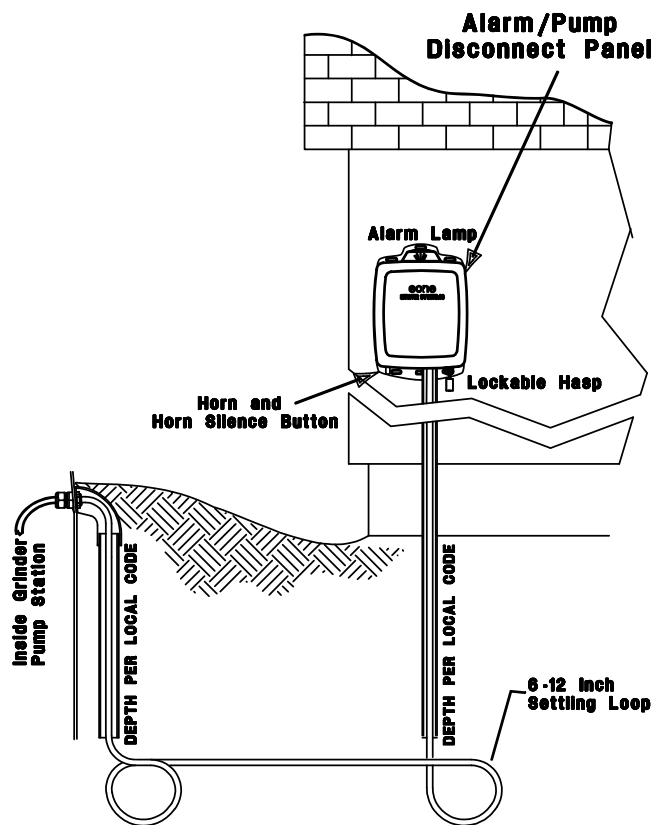 Alarm/Pump
Disconnect Panel
Alarm Lamp
eone
Lockable Hasp
Horn and
Horn Silence Button
Inside Grinder
Pump Station
DEPTH PER LOCAL CODE
DEPTH PER LOCAL CODE
6-12 Inch
Settling Loop